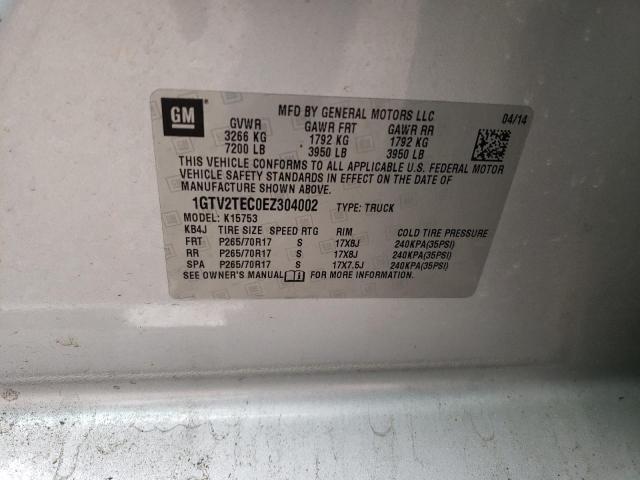 GM
MFD BY GENERAL MOTORS LLC 04/14
GVWR GAWR FRT GAWR RR
3266 KG 1792 KG 1792 KG
7200 LB 3950 LB 3950 LB
THIS VEHICLE CONFORMS TO ALL APPLICABLE U.S. FEDERAL MOTOR
VEHICLE SAFETY STANDARDS IN EFFECT ON THE DATE OF
MANUFACTURE SHOWN ABOVE.
1GTV2TEC0EZ304002 TYPE: TRUCK
MODEL: K15753
KB4J TIRE SIZE SPEED RTG RIM COLD TIRE PRESSURE
FRT P265/70R17 S 17X8J 240KPA(35PSI)
RR P265/70R17 S 17X8J 240KPA(35PSI)
SPA P265/70R17 S 17X7.5J 240KPA(35PSI)
SEE OWNER'S MANUAL FOR MORE INFORMATION.